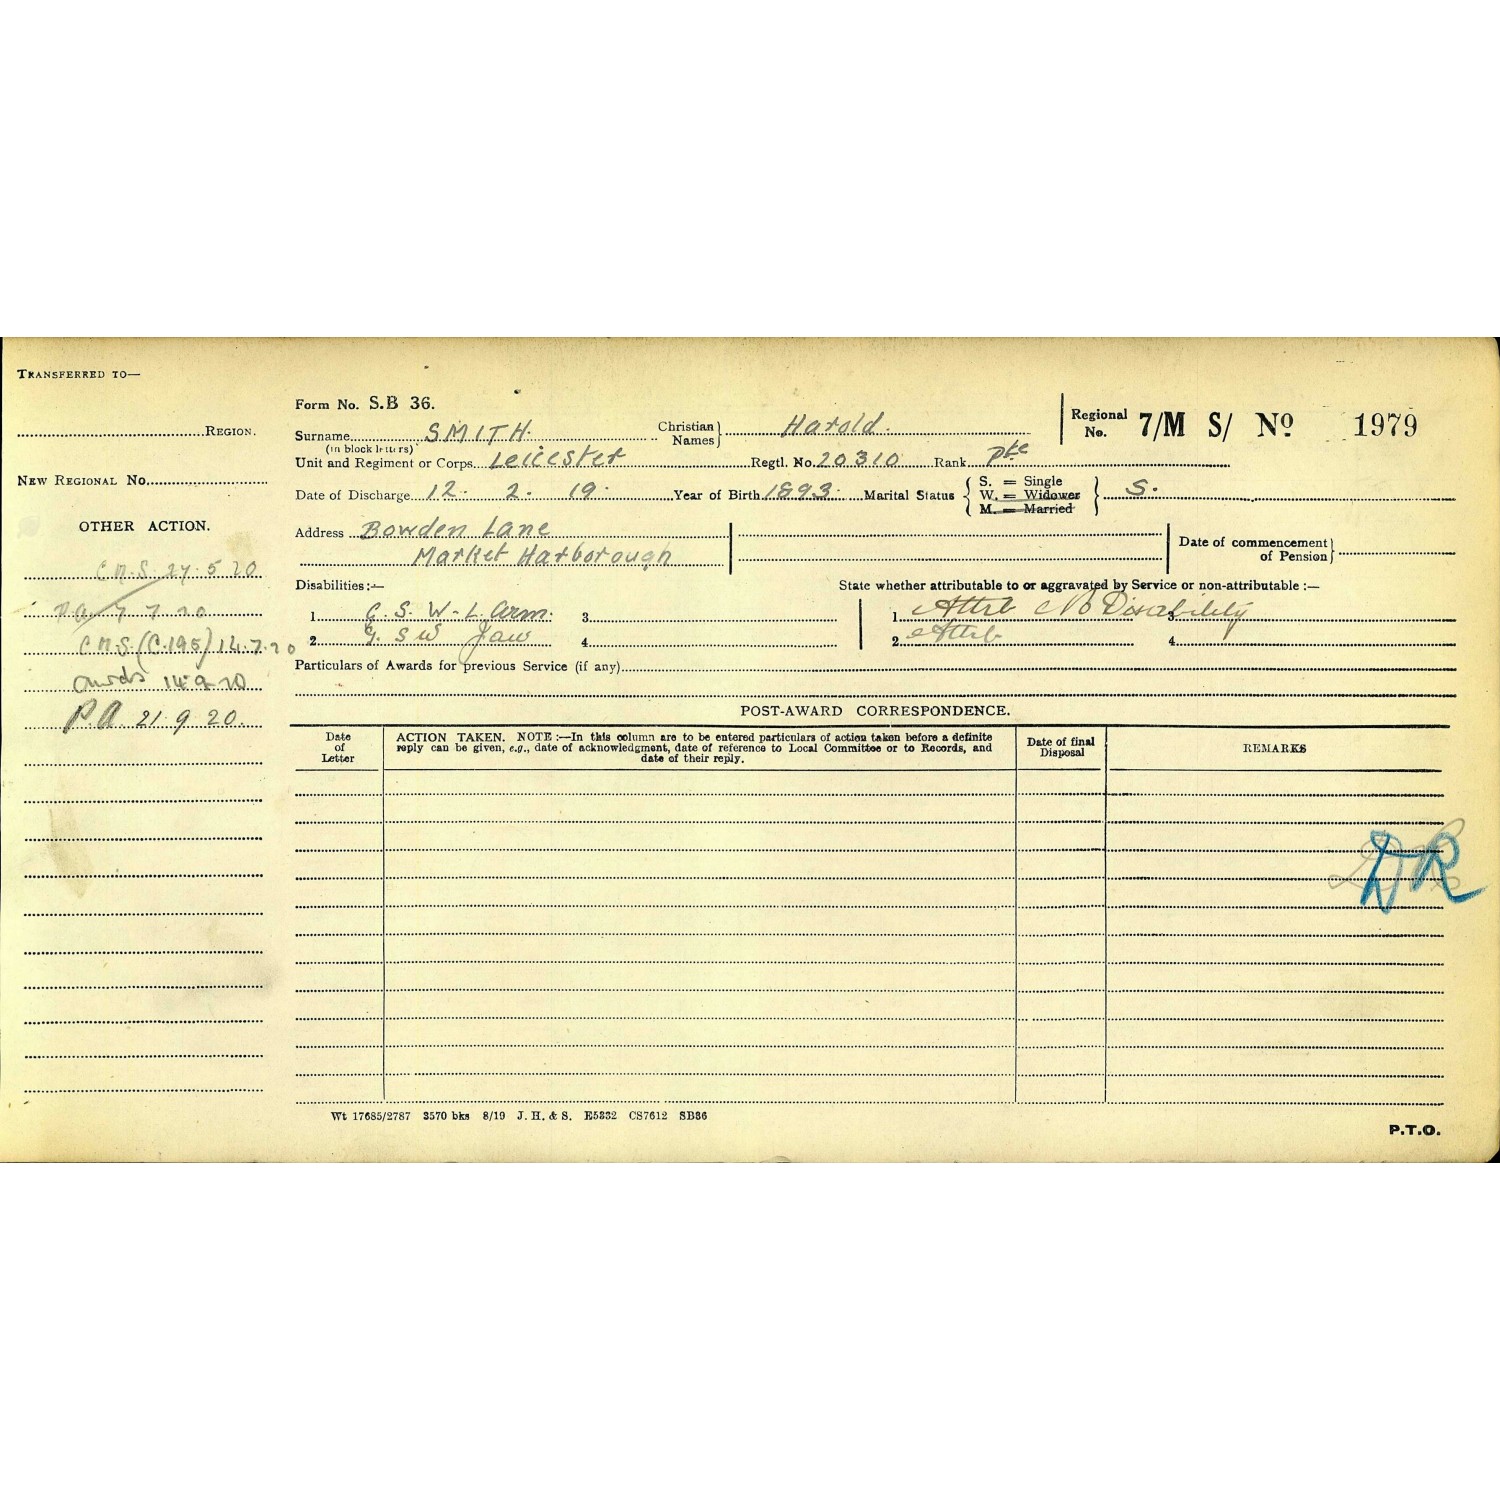 TRANSFERRED TO—
REGION.
NEW REGIONAL No.
OTHER ACTION.
C.M.S. 27.5.20
P.A. 7 7 20
C.M.S. (C.195) 14.7.20
Awds 14.9.20
P.A. 21.9.20.
Form No. S.B 36.
Surname SMITH. Christian Names} Harold.
(in block letters)
Regional No. 7/M S/ No 1979
Unit and Regiment or Corps Leicester Regtl. No. 20310 Rank Pte
Date of Discharge 12. 2. 19. Year of Birth 1893. Marital Status { S. = Single W. = Widower M. = Married } S.
Address Bowden Lane
Market Harborough
Date of commencement of Pension}
Disabilities:— State whether attributable to or aggravated by Service or non-attributable :—
1 G. S. W. L. Arm. 3 1 Attrib No Disability 3
2 G. S W Jaw 4 2 Attrib 4
Particulars of Awards for previous Service (if any)
POST-AWARD CORRESPONDENCE.
Date of Letter
ACTION TAKEN. NOTE :—In this column are to be entered particulars of action taken before a definite
reply can be given, e.g., date of acknowledgment, date of reference to Local Committee or to Records, and
date of their reply.
Date of final Disposal
REMARKS
DR
Wt 17685/2787 3570 bks 8/19 J. H. & S. E5332 CS7612 SB36
P.T.O.